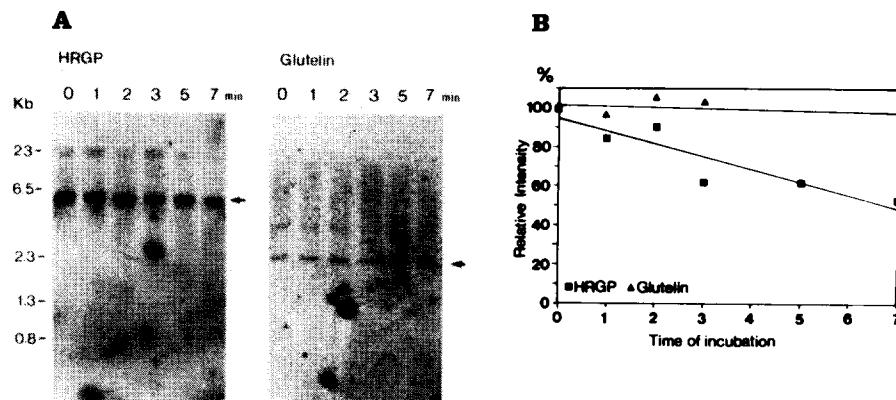 A
HRGP
Glutelin
0 1 2 3 5 7 min
0 1 2 3 5 7 min
Kb
23-
6.5-
2.3-
1.3-
0.8-
B
%
100
80
60
40
20
0
Relative Intensity
HRGP Glutelin
0 1 2 3 4 5 6 7
Time of incubation